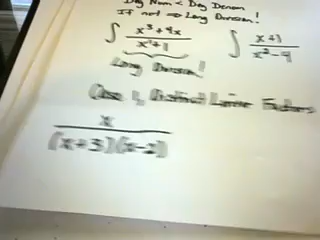 Deg Num < Deg Denom
If not ⇒ Long Division!
∫ x³+4x / x²+1 ∫ x+1 / x²-4
Long Division!
Case 1, Distinct Linear Factors
x / (x+3)(x-2)